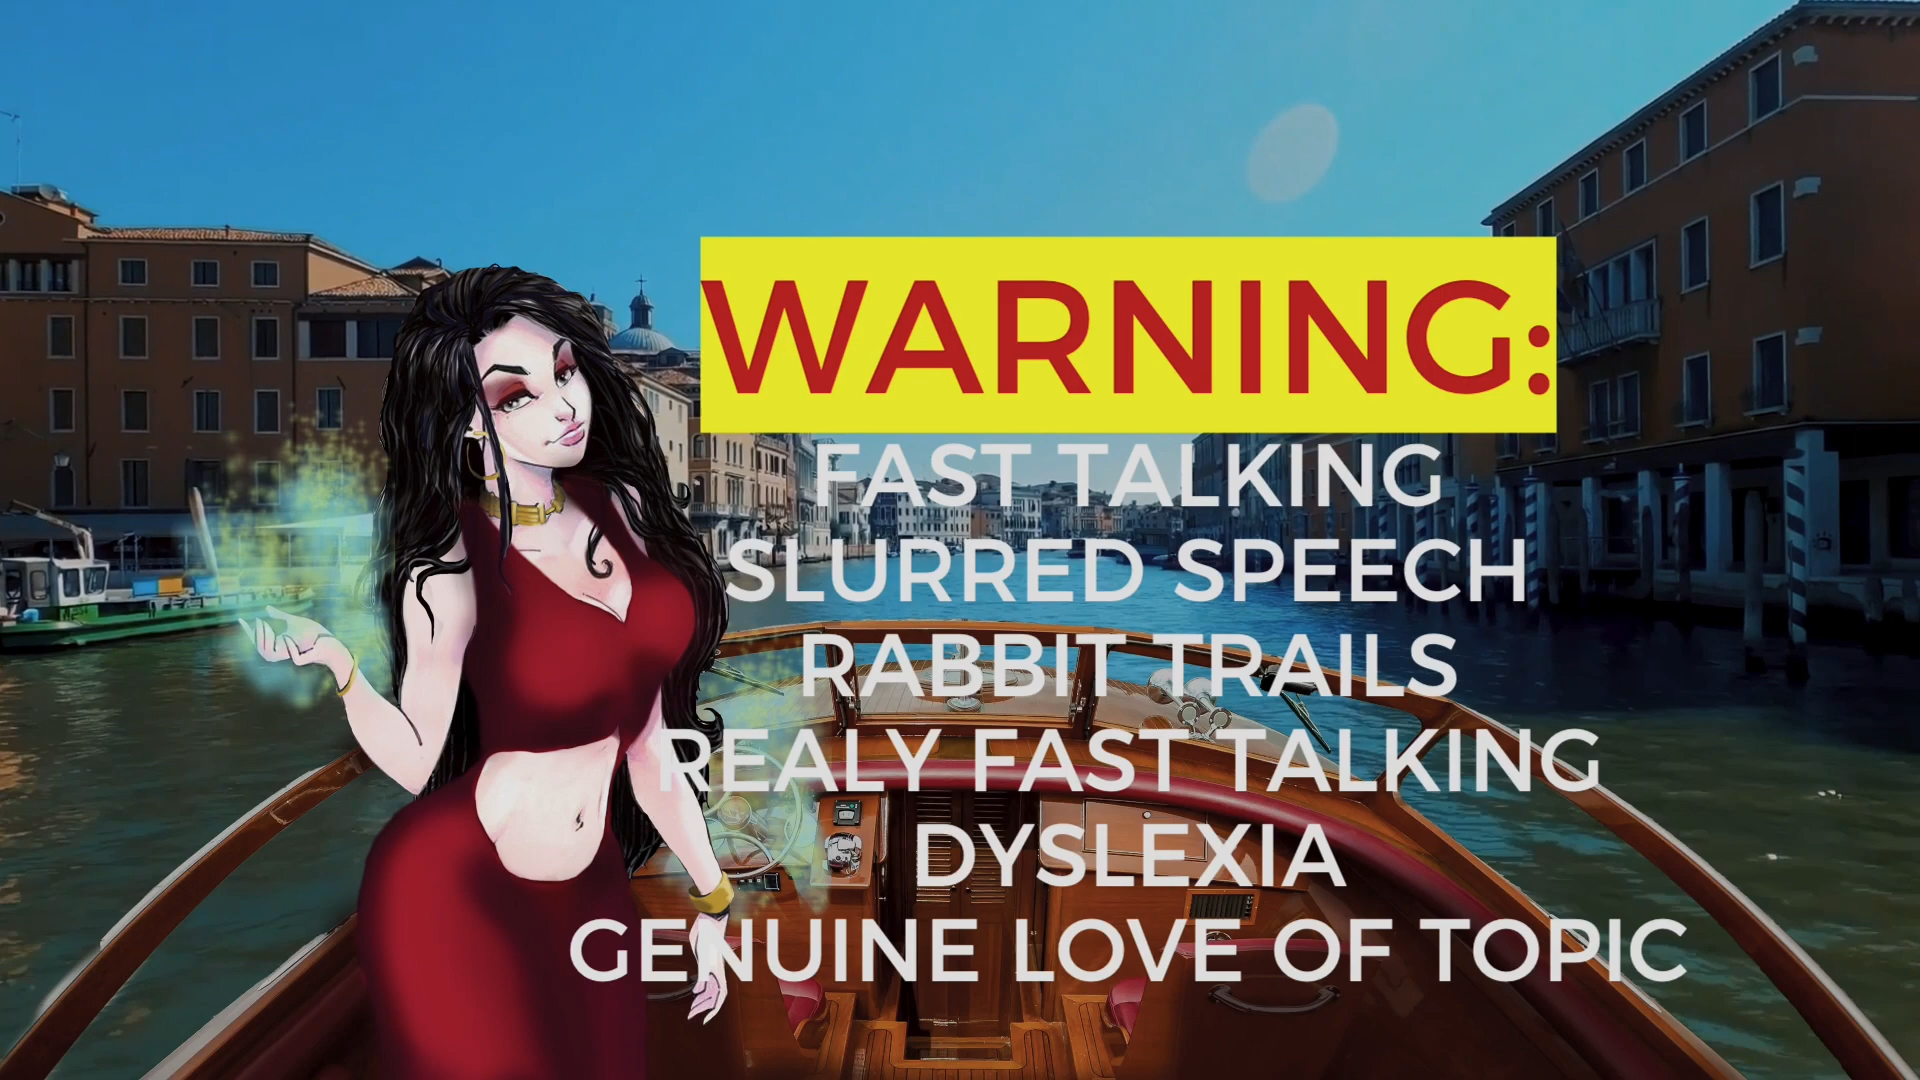 WARNING:
FAST TALKING
SLURRED SPEECH
RABBIT TRAILS
REALY FAST TALKING
DYSLEXIA
GENUINE LOVE OF TOPIC